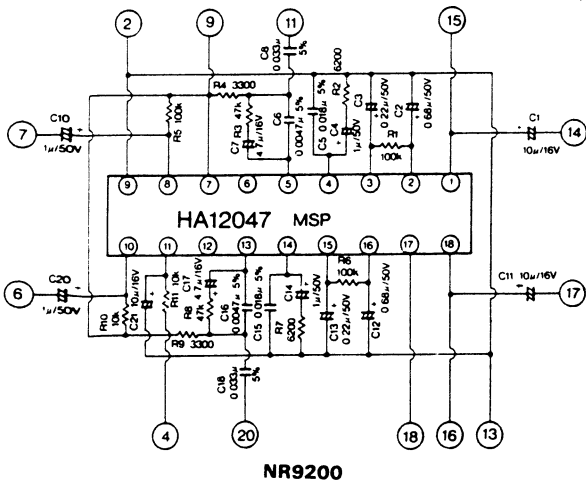 2
9
11
15
C8
0.033μ
5%
6200
R4 3300
C10
1μ/50V
7
R5
100k
R3 47k
C7
4.7μ/16V
C6
0.0047μ 5%
C5 0.018μ 5%
R2
C4
1μ/50V
C3
0.22μ/50V
C2
0.68μ/50V
R1
100k
C1
10μ/16V
14
9
8
7
6
5
4
3
2
1
HA12047 MSP
10
11
12
13
14
15
16
17
18
6
C20
1μ/50V
R10
10k
C21
10μ/16V
R11 10k
C17
4.7μ/16V
R8
47k
R9 3300
C16
0.0047μ 5%
C15 0.018μ 5%
C14
1μ/50V
R7
6200
R6
100k
C13
0.22μ/50V
C12
0.68μ/50V
C11 10μ/16V
17
C18
0.033μ
5%
4
20
18
16
13
NR9200